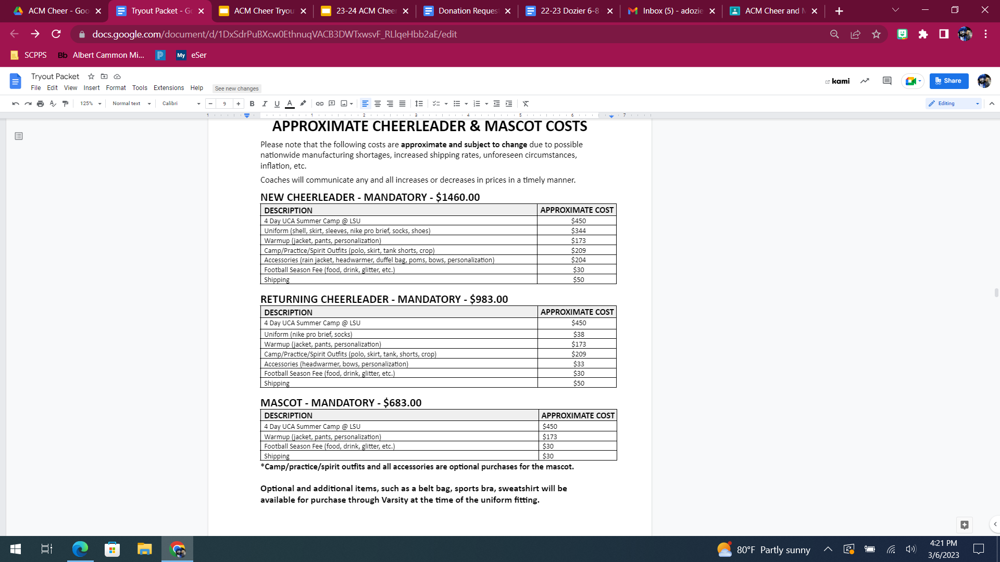 ACM Cheer - Goo
Tryout Packet - G
ACM Cheer Tryou
23-24 ACM Cheer
Donation Reques
22-23 Dozier 6-8
Inbox (5) - adozie
ACM Cheer and M
docs.google.com/document/d/1DxSdrPuBXcw0EthnuqVACB3DWTxwsvF_RLlqeHbb2aE/edit
SCPPS
Bb Albert Cammon Mi...
My eSer
Tryout Packet
File Edit View Insert Format Tools Extensions Help See new changes
kami
Share
125% Normal text Calibri − 9 + B I U A
Editing
1 1 2 3 4 5 6 7
APPROXIMATE CHEERLEADER & MASCOT COSTS
Please note that the following costs are approximate and subject to change due to possible
nationwide manufacturing shortages, increased shipping rates, unforeseen circumstances,
inflation, etc.
Coaches will communicate any and all increases or decreases in prices in a timely manner.
NEW CHEERLEADER - MANDATORY - $1460.00
DESCRIPTION APPROXIMATE COST
4 Day UCA Summer Camp @ LSU $450
Uniform (shell, skirt, sleeves, nike pro brief, socks, shoes) $344
Warmup (jacket, pants, personalization) $173
Camp/Practice/Spirit Outfits (polo, skirt, tank shorts, crop) $209
Accessories (rain jacket, headwarmer, duffel bag, poms, bows, personalization) $204
Football Season Fee (food, drink, glitter, etc.) $30
Shipping $50
RETURNING CHEERLEADER - MANDATORY - $983.00
DESCRIPTION APPROXIMATE COST
4 Day UCA Summer Camp @ LSU $450
Uniform (nike pro brief, socks) $38
Warmup (jacket, pants, personalization) $173
Camp/Practice/Spirit Outfits (polo, skirt, tank, shorts, crop) $209
Accessories (headwarmer, bows, personalization) $33
Football Season Fee (food, drink, glitter, etc.) $30
Shipping $50
MASCOT - MANDATORY - $683.00
DESCRIPTION APPROXIMATE COST
4 Day UCA Summer Camp @ LSU $450
Warmup (jacket, pants, personalization) $173
Football Season Fee (food, drink, glitter, etc.) $30
Shipping $30
*Camp/practice/spirit outfits and all accessories are optional purchases for the mascot.
Optional and additional items, such as a belt bag, sports bra, sweatshirt will be
available for purchase through Varsity at the time of the uniform fitting.
80°F Partly sunny
4:21 PM
3/6/2023